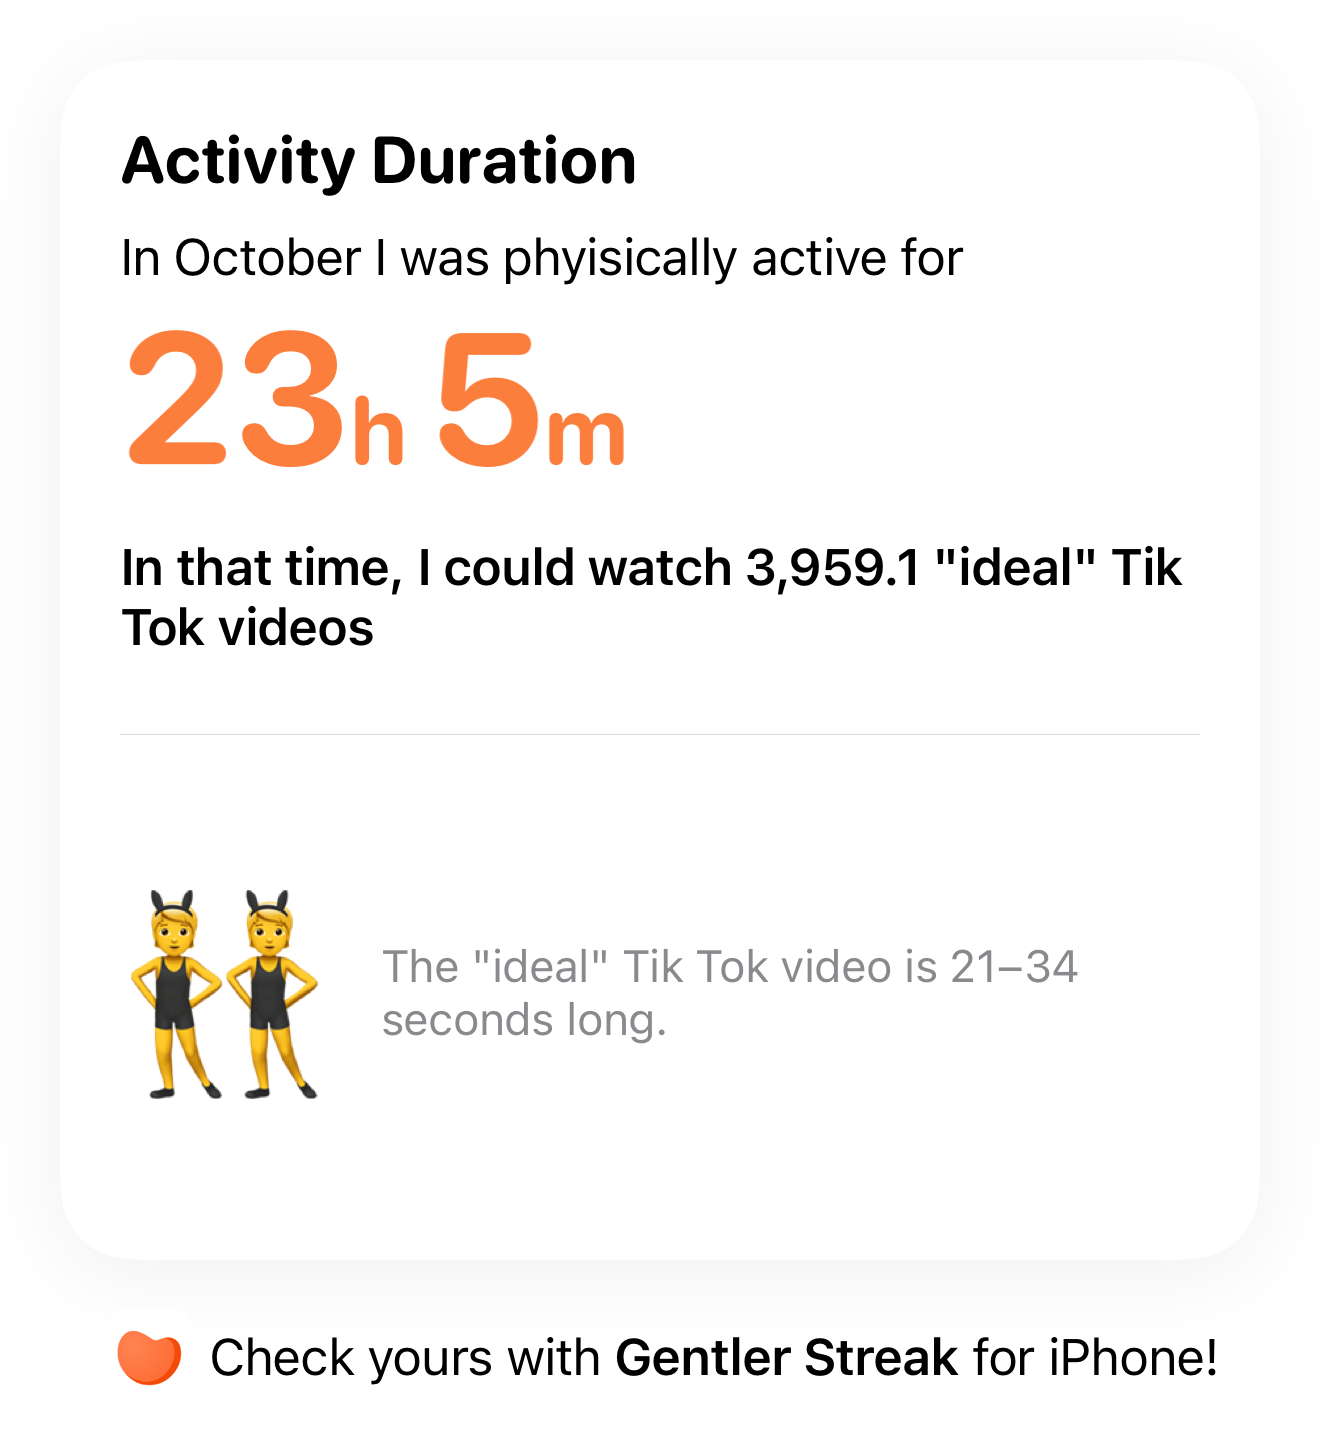 Activity Duration
In October I was phyisically active for
23h 5m
In that time, I could watch 3,959.1 "ideal" Tik
Tok videos
The "ideal" Tik Tok video is 21–34
seconds long.
Check yours with Gentler Streak for iPhone!